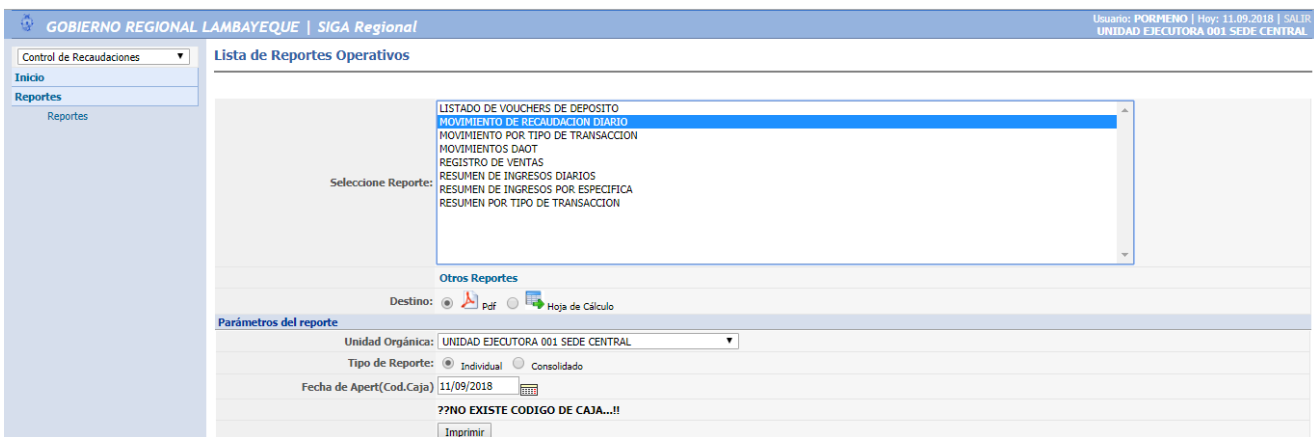 GOBIERNO REGIONAL LAMBAYEQUE | SIGA Regional
Usuario: PORMENO | Hoy: 11.09.2018 | SALIR
UNIDAD EJECUTORA 001 SEDE CENTRAL
Control de Recaudaciones
Inicio
Reportes
Reportes
Lista de Reportes Operativos
Seleccione Reporte:
LISTADO DE VOUCHERS DE DEPOSITO
MOVIMIENTO DE RECAUDACION DIARIO
MOVIMIENTO POR TIPO DE TRANSACCION
MOVIMIENTOS DAOT
REGISTRO DE VENTAS
RESUMEN DE INGRESOS DIARIOS
RESUMEN DE INGRESOS POR ESPECIFICA
RESUMEN POR TIPO DE TRANSACCION
Otros Reportes
Destino: Pdf Hoja de Cálculo
Parámetros del reporte
Unidad Orgánica: UNIDAD EJECUTORA 001 SEDE CENTRAL
Tipo de Reporte: Individual Consolidado
Fecha de Apert(Cod.Caja) 11/09/2018
??NO EXISTE CODIGO DE CAJA...!!
Imprimir